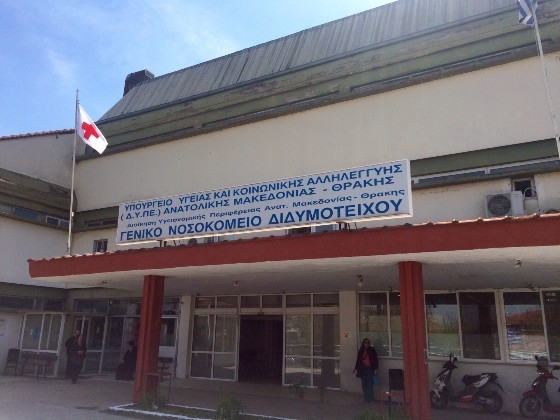 ΥΠΟΥΡΓΕΙΟ ΥΓΕΙΑΣ ΚΑΙ ΚΟΙΝΩΝΙΚΗΣ ΑΛΛΗΛΕΓΓΥΗΣ
(Δ.Υ.ΠΕ.) ΑΝΑΤΟΛΙΚΗΣ ΜΑΚΕΔΟΝΙΑΣ - ΘΡΑΚΗΣ
Διοίκηση Υγειονομικής Περιφέρειας Ανατ. Μακεδονίας - Θράκης
ΓΕΝΙΚΟ ΝΟΣΟΚΟΜΕΙΟ ΔΙΔΥΜΟΤΕΙΧΟΥ